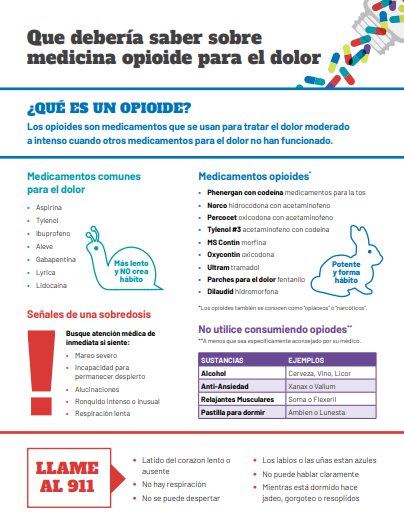 Que debería saber sobre
medicina opioide para el dolor
¿QUÉ ES UN OPIOIDE?
Los opioides son medicamentos que se usan para tratar el dolor moderado
a intenso cuando otros medicamentos para el dolor no han funcionado.
Medicamentos comunes
para el dolor
• Aspirina
• Tylenol
• Ibuprofeno
• Aleve
• Gabapentina
• Lyrica
• Lidocaína
Más lento
y NO crea
hábito
Medicamentos opioides*
• Phenergan con codeína medicamentos para la tos
• Norco hidrocodona con acetaminofeno
• Percocet oxicodona con acetaminofeno
• Tylenol #3 acetaminofeno con codeína
• MS Contin morfina
• Oxycontin oxicodona
• Ultram tramadol
• Parches para el dolor fentanilo
• Dilaudid hidromorfona
Potente
y forma
hábito
*Los opioides también se conocen como "opiáceos" o "narcóticos".
Señales de una sobredosis
Busque atención médica de
inmediata si siente:
• Mareo severo
• Incapacidad para
permanecer despierto
• Alucinaciones
• Ronquido intenso o inusual
• Respiración lenta
No utilice consumiendo opiodes**
**A menos que sea específicamente aconsejado por su médico.
SUSTANCIAS EJEMPLOS
Alcohol Cerveza, Vino, Licor
Anti-Ansiedad Xanax o Valium
Relajantes Musculares Soma o Flexeril
Pastilla para dormir Ambien o Lunesta
LLAME
AL 911
• Latido del corazon lento o
ausente
• No hay respiración
• No se puede despertar
• Los labios o las uñas estan azules
• No puede hablar claramente
• Mientras está dormido hace
jadeo, gorgoteo o resoplidos